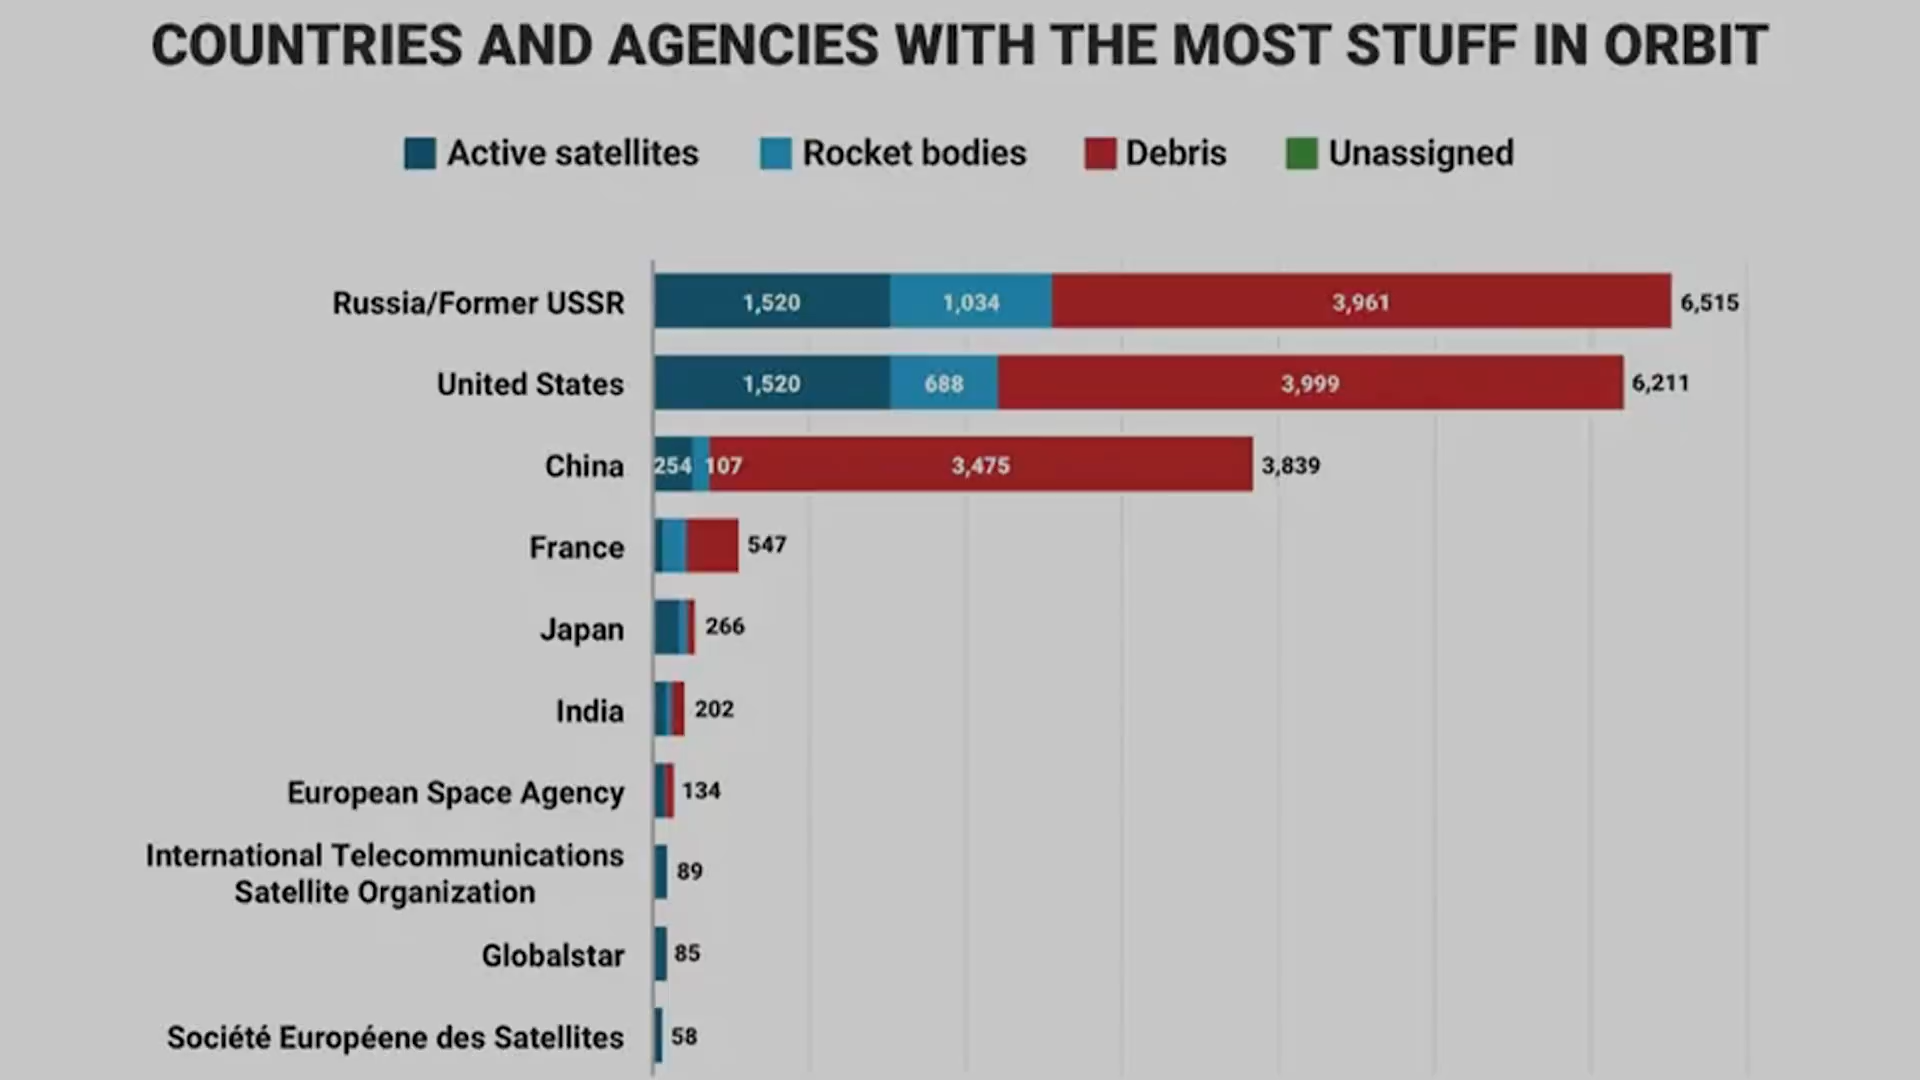 COUNTRIES AND AGENCIES WITH THE MOST STUFF IN ORBIT
Active satellites Rocket bodies Debris Unassigned
Russia/Former USSR 1,520 1,034 3,961 6,515
United States 1,520 688 3,999 6,211
China 254 107 3,475 3,839
France 547
Japan 266
India 202
European Space Agency 134
International Telecommunications
Satellite Organization 89
Globalstar 85
Société Européene des Satellites 58